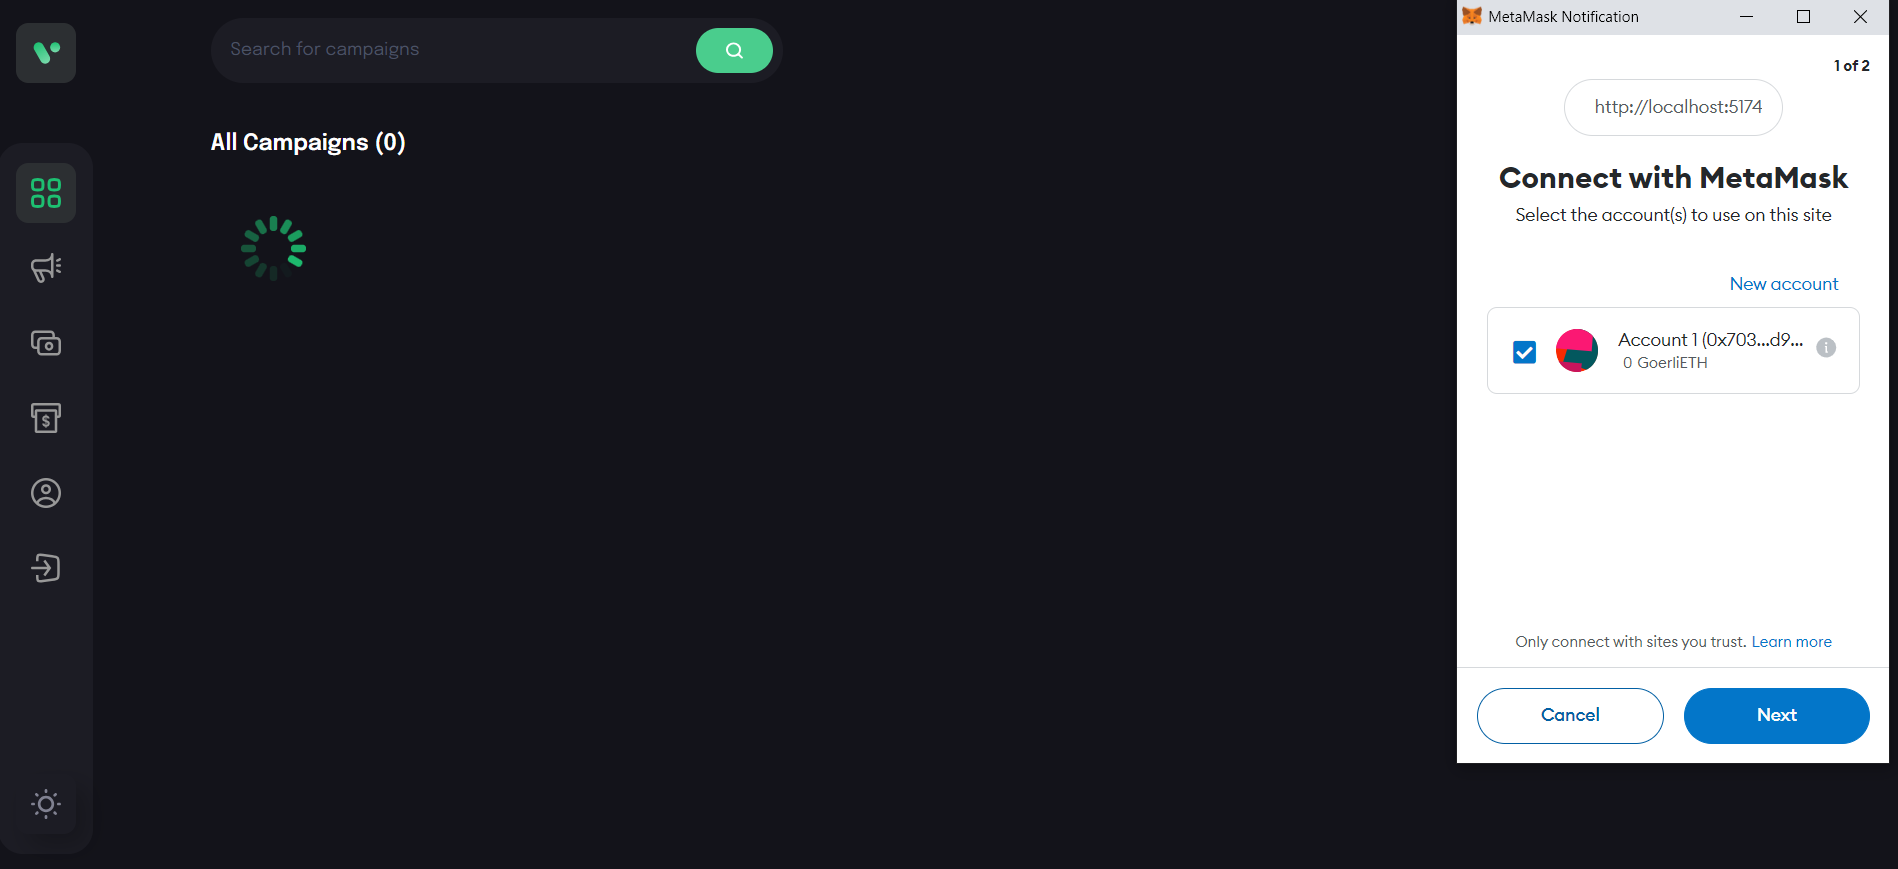 Search for campaigns
All Campaigns (0)
$
MetaMask Notification
1 of 2
http://localhost:5174
Connect with MetaMask
Select the account(s) to use on this site
New account
Account 1 (0x703...d9...
0 GoerliETH
Only connect with sites you trust. Learn more
Cancel
Next